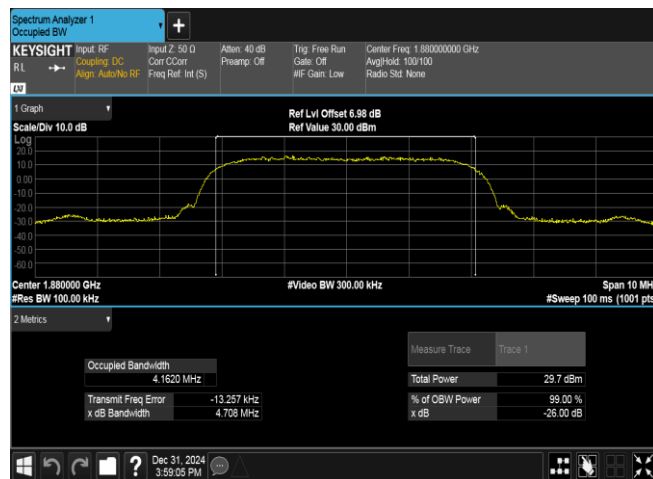 Spectrum Analyzer 1
Occupied BW
+
KEYSIGHT
RL
LXI
Input: RF
Coupling: DC
Align: Auto/No RF
Input Z: 50 Ω
Corr CCorr
Freq Ref: Int (S)
Atten: 40 dB
Preamp: Off
Trig: Free Run
Gate: Off
#IF Gain: Low
Center Freq: 1.880000000 GHz
Avg|Hold: 100/100
Radio Std: None
1 Graph
Scale/Div 10.0 dB
Ref Lvl Offset 6.98 dB
Ref Value 30.00 dBm
Log
20.0
10.0
0.00
-10.0
-20.0
-30.0
-40.0
-50.0
-60.0
Center 1.880000 GHz
#Res BW 100.00 kHz
#Video BW 300.00 kHz
Span 10 MH
#Sweep 100 ms (1001 pts
2 Metrics
Measure Trace Trace 1
Occupied Bandwidth
4.1620 MHz
Total Power 29.7 dBm
Transmit Freq Error -13.257 kHz
% of OBW Power 99.00 %
x dB Bandwidth 4.708 MHz
x dB -26.00 dB
?
Dec 31, 2024
3:59:05 PM